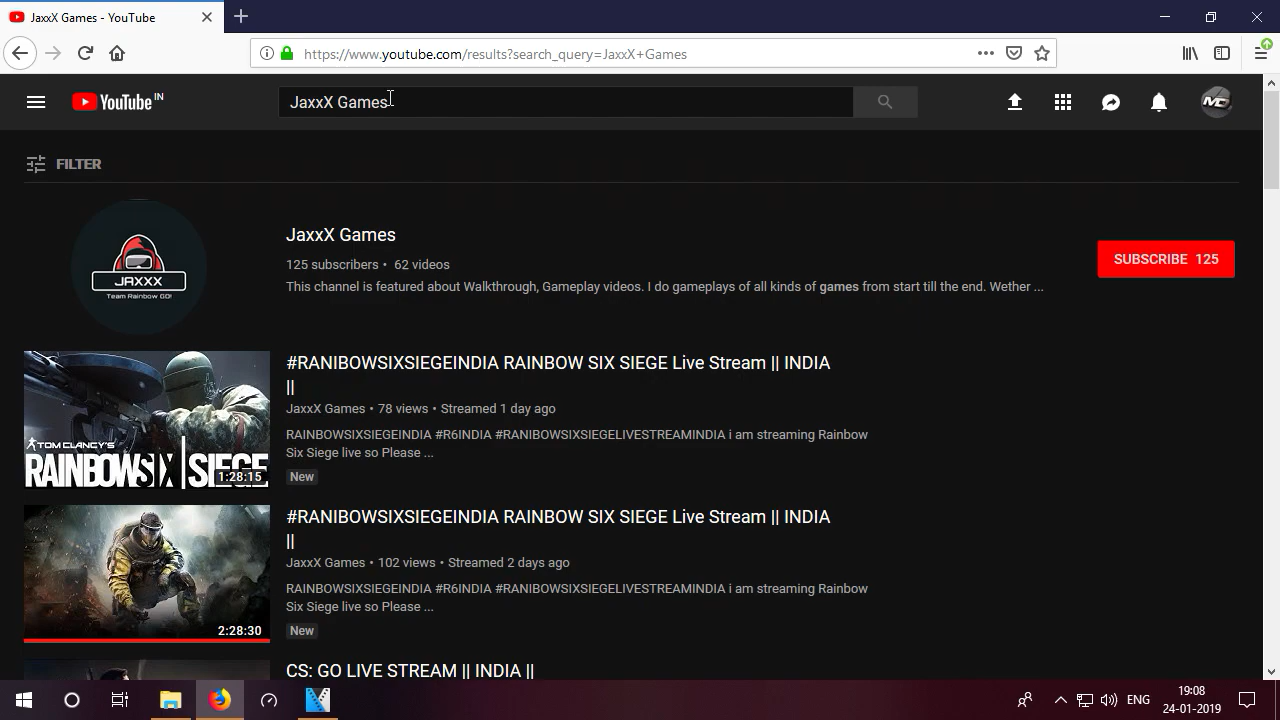 JaxxX Games - YouTube
https://www.youtube.com/results?search_query=JaxxX+Games
YouTube IN
JaxxX Games
MC
FILTER
JAXXX
Team Rainbow GO!
JaxxX Games
125 subscribers • 62 videos
This channel is featured about Walkthrough, Gameplay videos. I do gameplays of all kinds of games from start till the end. Wether ...
SUBSCRIBE 125
TOM CLANCY'S
RAINBOWSIX|SIEGE
1:28:15
#RANIBOWSIXSIEGEINDIA RAINBOW SIX SIEGE Live Stream || INDIA
||
JaxxX Games • 78 views • Streamed 1 day ago
RAINBOWSIXSIEGEINDIA #R6INDIA #RANIBOWSIXSIEGELIVESTREAMINDIA i am streaming Rainbow
Six Siege live so Please ...
New
2:28:30
#RANIBOWSIXSIEGEINDIA RAINBOW SIX SIEGE Live Stream || INDIA
||
JaxxX Games • 102 views • Streamed 2 days ago
RAINBOWSIXSIEGEINDIA #R6INDIA #RANIBOWSIXSIEGELIVESTREAMINDIA i am streaming Rainbow
Six Siege live so Please ...
New
CS: GO LIVE STREAM || INDIA ||
ENG
19:08
24-01-2019